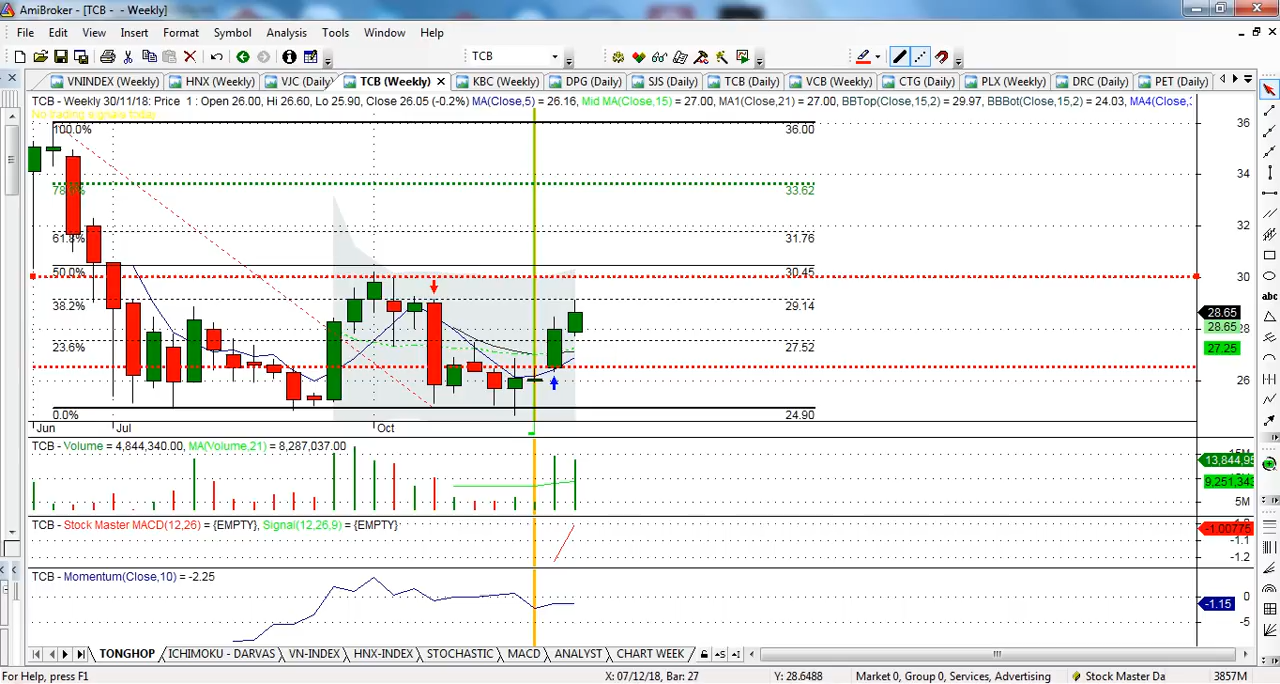 AmiBroker - [TCB - - Weekly]
File Edit View Insert Format Symbol Analysis Tools Window Help
TCB
VNINDEX (Weekly) HNX (Weekly) VJC (Daily) TCB (Weekly) KBC (Weekly) DPG (Daily) SJS (Daily) TCB (Daily) VCB (Weekly) CTG (Daily) PLX (Weekly) DRC (Daily) PET (Daily)
TCB - Weekly 30/11/18: Price 1 : Open 26.00, Hi 26.60, Lo 25.90, Close 26.05 (-0.2%) MA(Close,5) = 26.16, Mid MA(Close,15) = 27.00, MA1(Close,21) = 27.00, BBTop(Close,15,2) = 29.97, BBBot(Close,15,2) = 24.03, MA4(Close,
No trading signals today
100.0% 36.00 36
34
78.6% 33.62
32
61.8% 31.76
50.0% 30.45 30
38.2% 29.14
28.65
28.65 28
23.6% 27.52 27.25
26
0.0% 24.90
Jun Jul Oct
TCB - Volume = 4,844,340.00, MA(Volume,21) = 8,287,037.00
15M
13,844,95
9,251,343
5M
TCB - Stock Master MACD(12,26) = {EMPTY}, Signal(12,26,9) = {EMPTY}
-1.00775
-1.1
-1.2
TCB - Momentum(Close,10) = -2.25
0
-1.15
-5
TONGHOP ICHIMOKU - DARVAS VN-INDEX HNX-INDEX STOCHASTIC MACD ANALYST CHART WEEK
For Help, press F1 X: 07/12/18, Bar: 27 Y: 28.6488 Market 0, Group 0, Services, Advertising Stock Master Da 3857M
abc